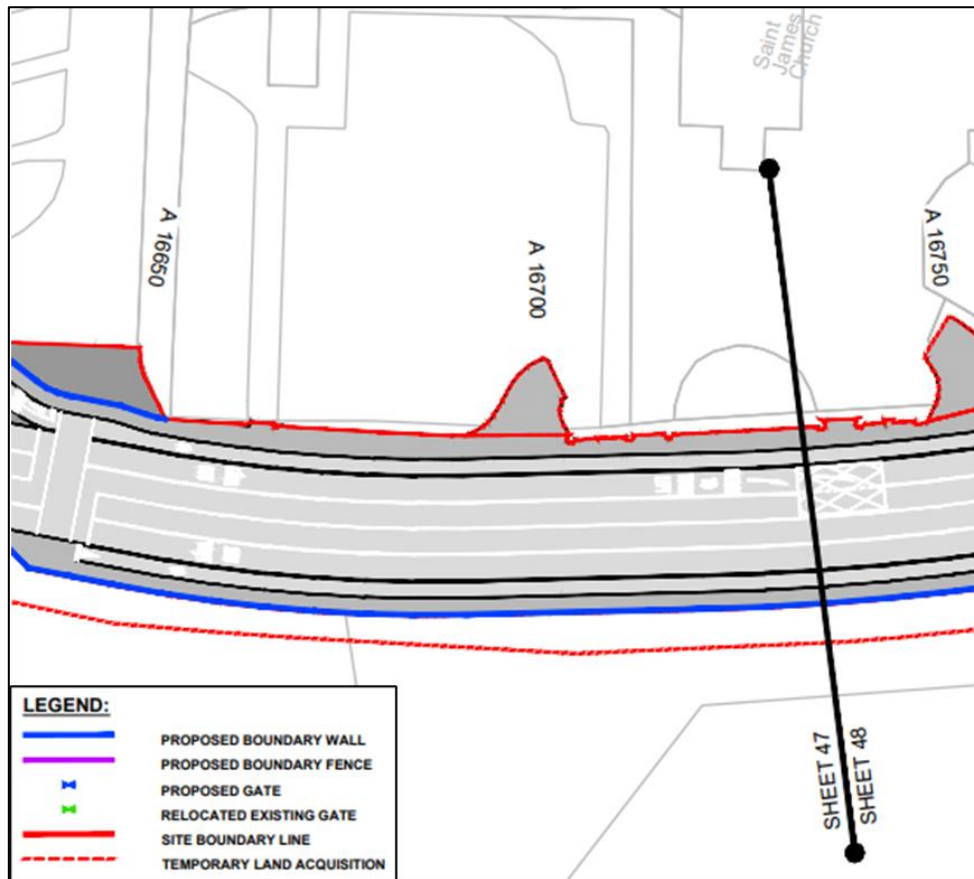 Saint
James
Church
A 16650
A 16700
A 16750
SHEET 47
SHEET 48
LEGEND:
PROPOSED BOUNDARY WALL
PROPOSED BOUNDARY FENCE
PROPOSED GATE
RELOCATED EXISTING GATE
SITE BOUNDARY LINE
TEMPORARY LAND ACQUISITION